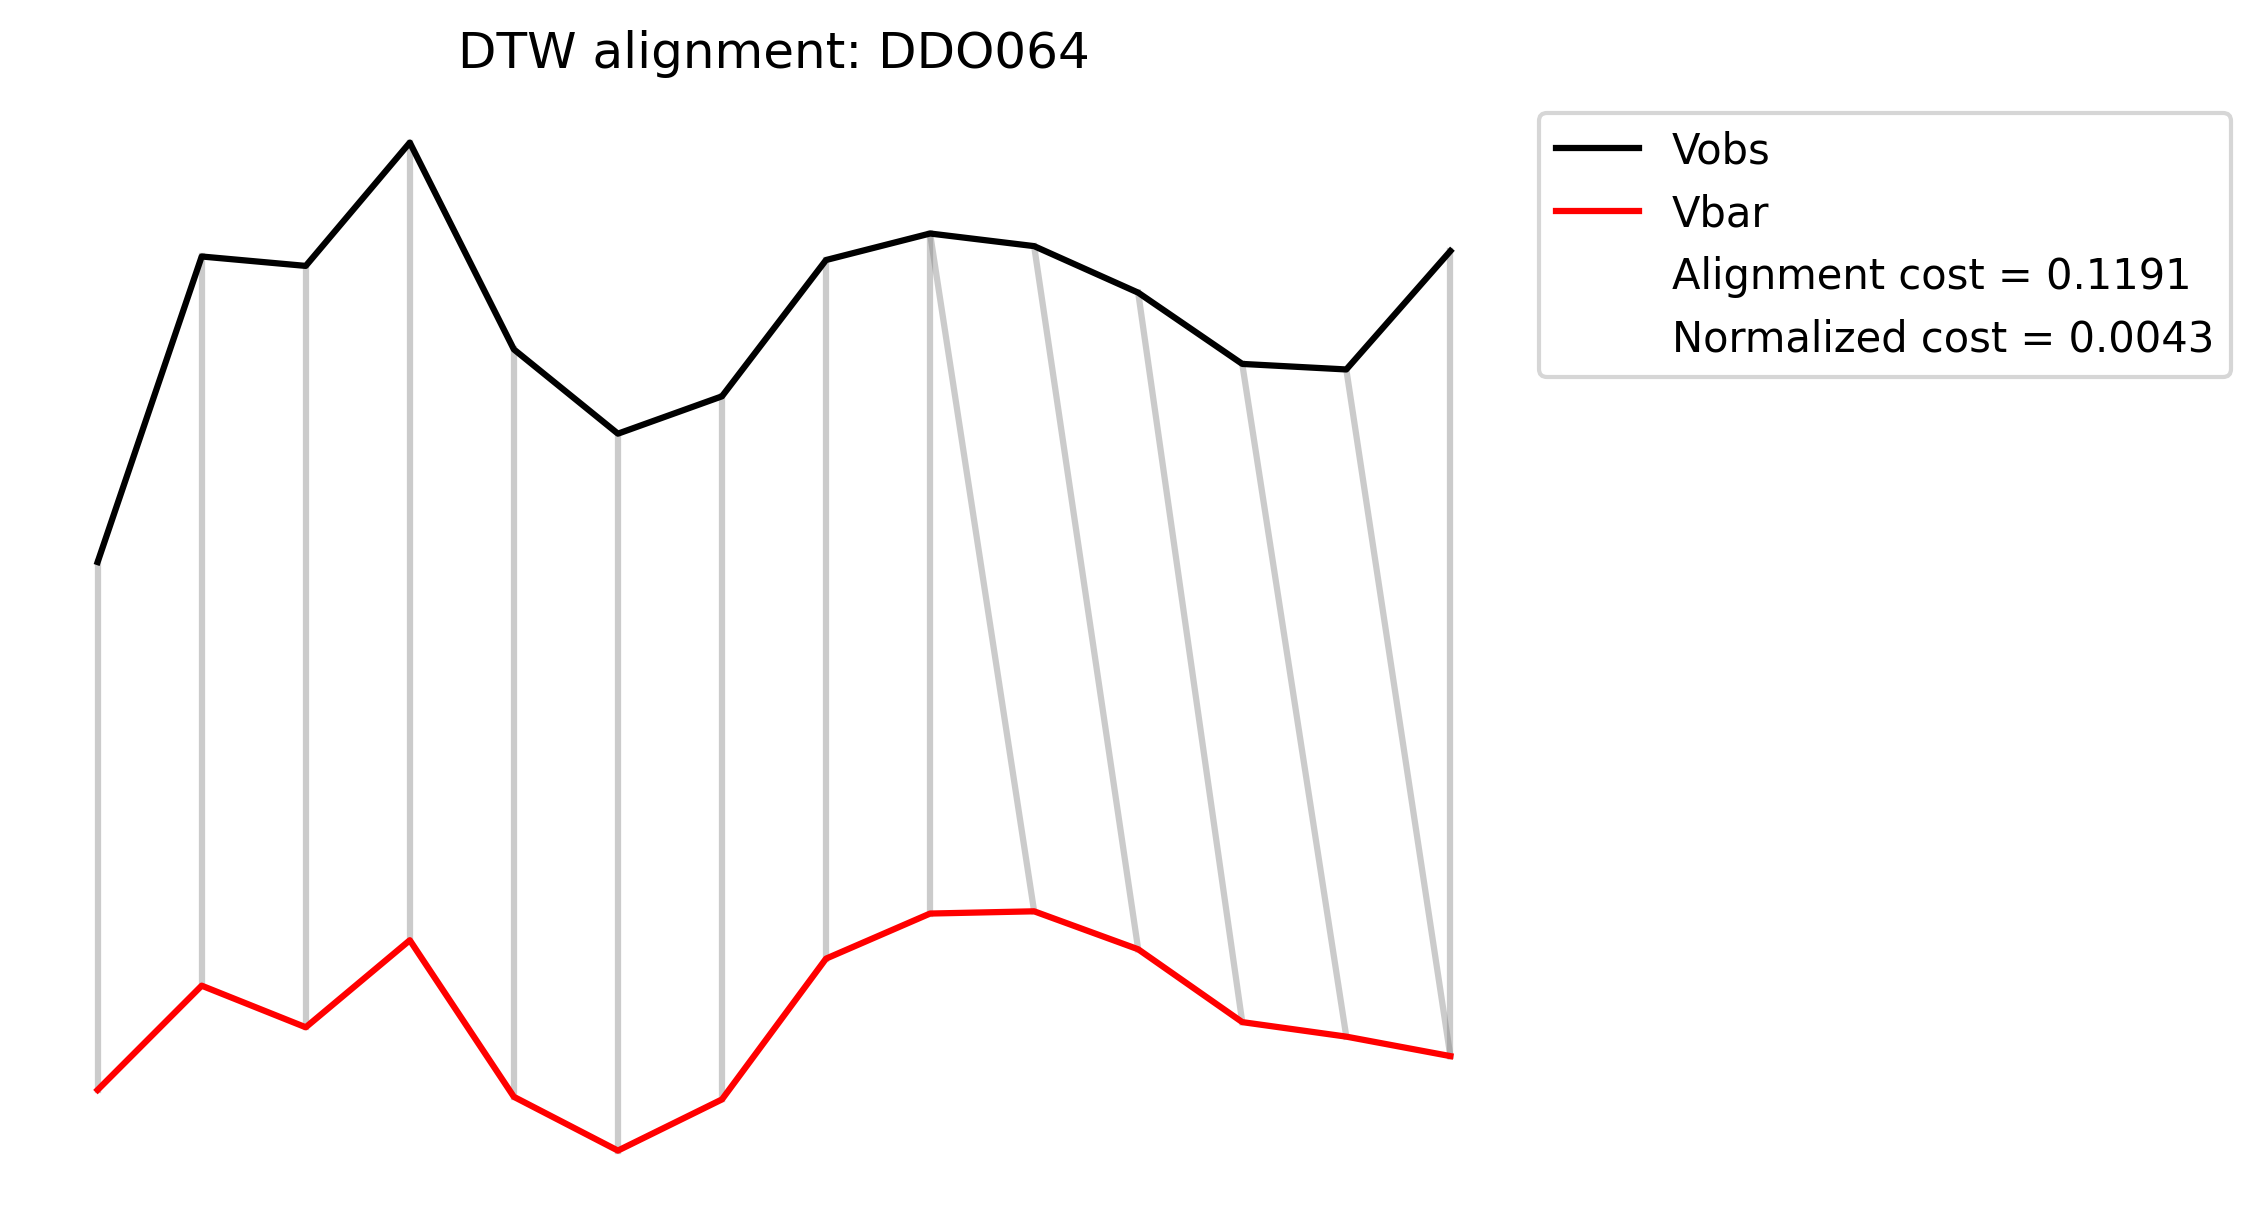 DTW alignment: DDO064
Vobs
Vbar
Alignment cost = 0.1191
Normalized cost = 0.0043